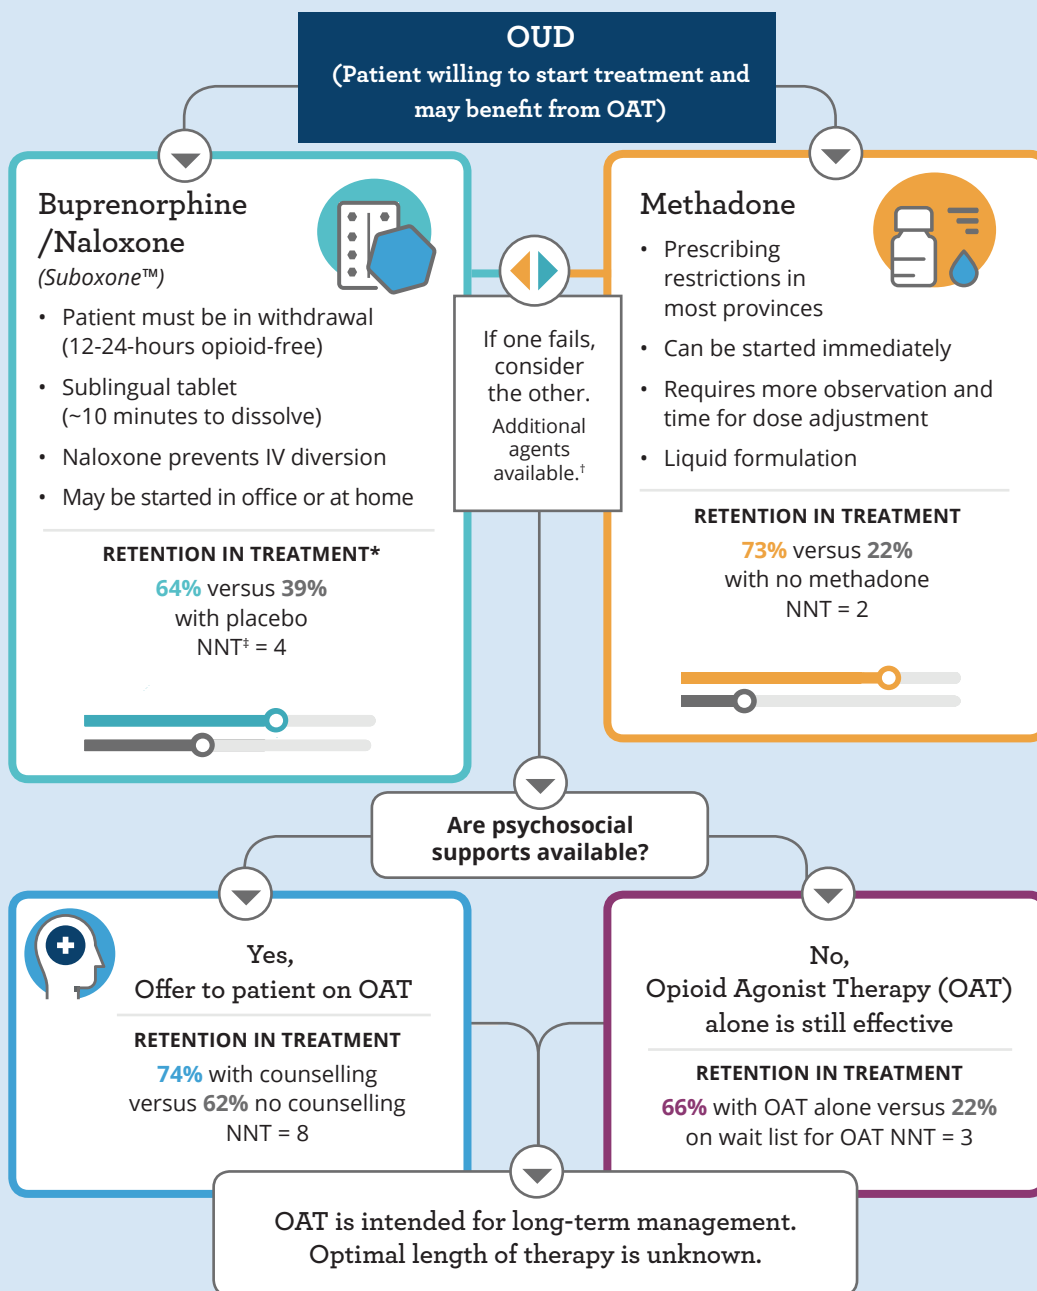 OUD
(Patient willing to start treatment and
may benefit from OAT)
Buprenorphine
/Naloxone
(Suboxone™)
• Patient must be in withdrawal
(12-24-hours opioid-free)
• Sublingual tablet
(~10 minutes to dissolve)
• Naloxone prevents IV diversion
• May be started in office or at home
RETENTION IN TREATMENT*
64% versus 39%
with placebo
NNT‡ = 4
If one fails,
consider
the other.
Additional
agents
available.†
Methadone
• Prescribing
restrictions in
most provinces
• Can be started immediately
• Requires more observation and
time for dose adjustment
• Liquid formulation
RETENTION IN TREATMENT
73% versus 22%
with no methadone
NNT = 2
Are psychosocial
supports available?
Yes,
Offer to patient on OAT
RETENTION IN TREATMENT
74% with counselling
versus 62% no counselling
NNT = 8
No,
Opioid Agonist Therapy (OAT)
alone is still effective
RETENTION IN TREATMENT
66% with OAT alone versus 22%
on wait list for OAT NNT = 3
OAT is intended for long-term management.
Optimal length of therapy is unknown.